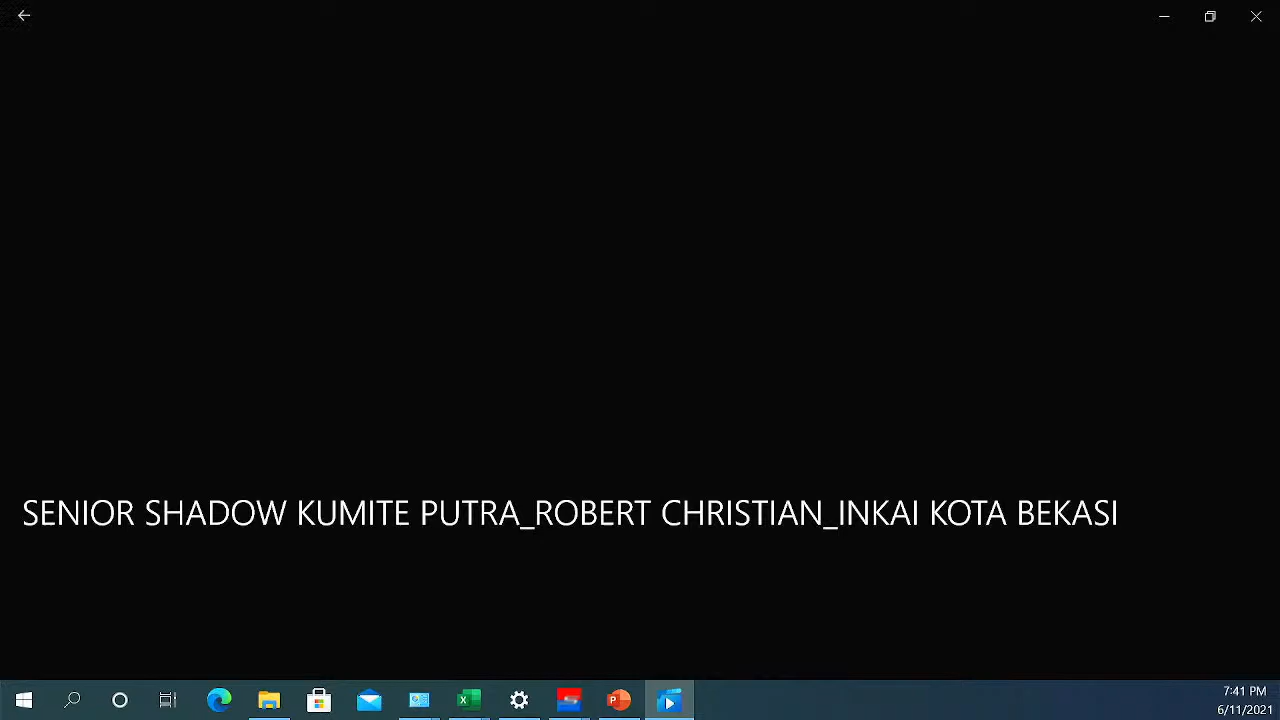 SENIOR SHADOW KUMITE PUTRA_ROBERT CHRISTIAN_INKAI KOTA BEKASI
7:41 PM
6/11/2021